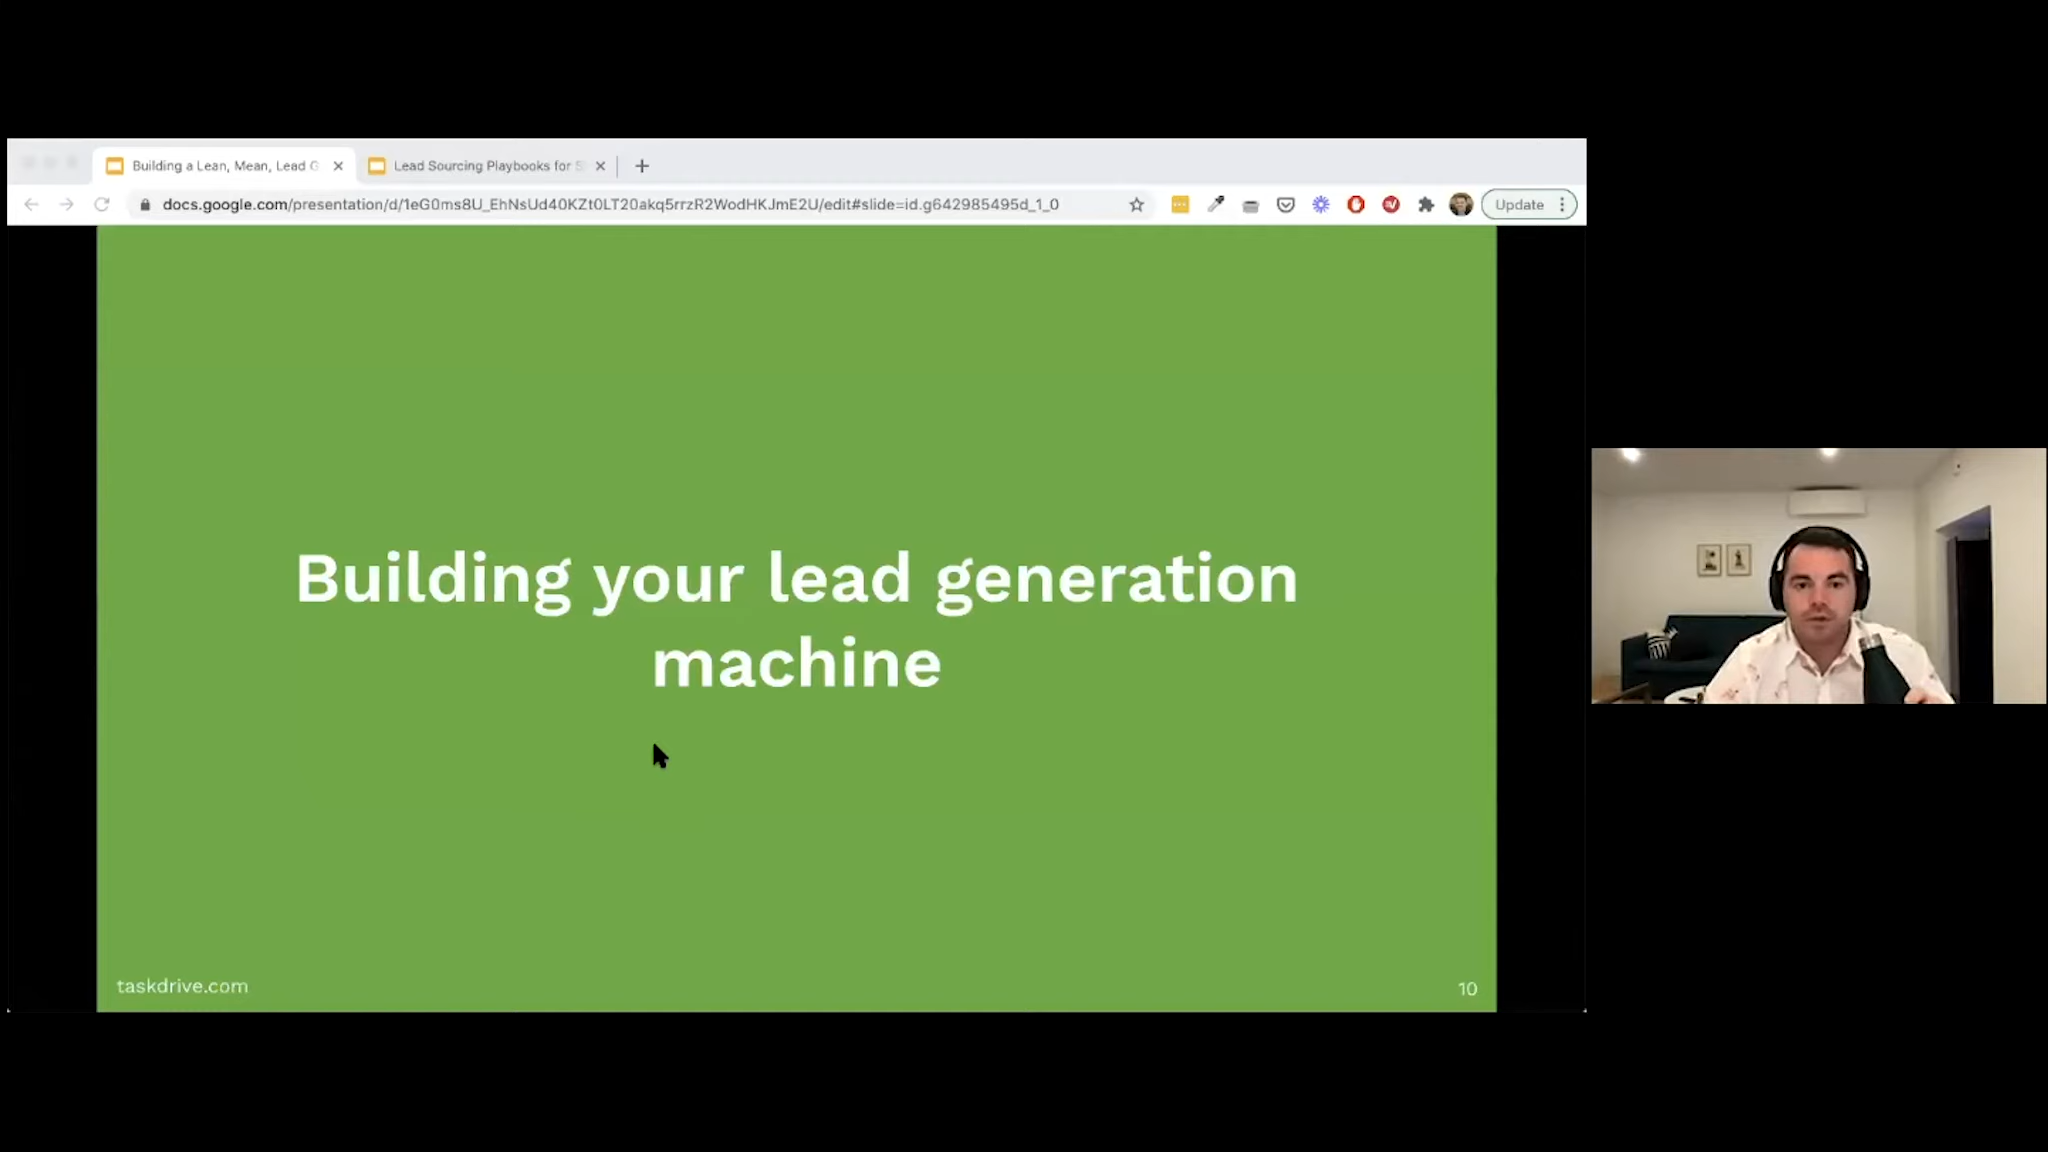 Building a Lean, Mean, Lead G
Lead Sourcing Playbooks for S
docs.google.com/presentation/d/1eG0ms8U_EhNsUd40KZt0LT20akq5rrzR2WodHKJmE2U/edit#slide=id.g642985495d_1_0
Update
Building your lead generation
machine
taskdrive.com
10